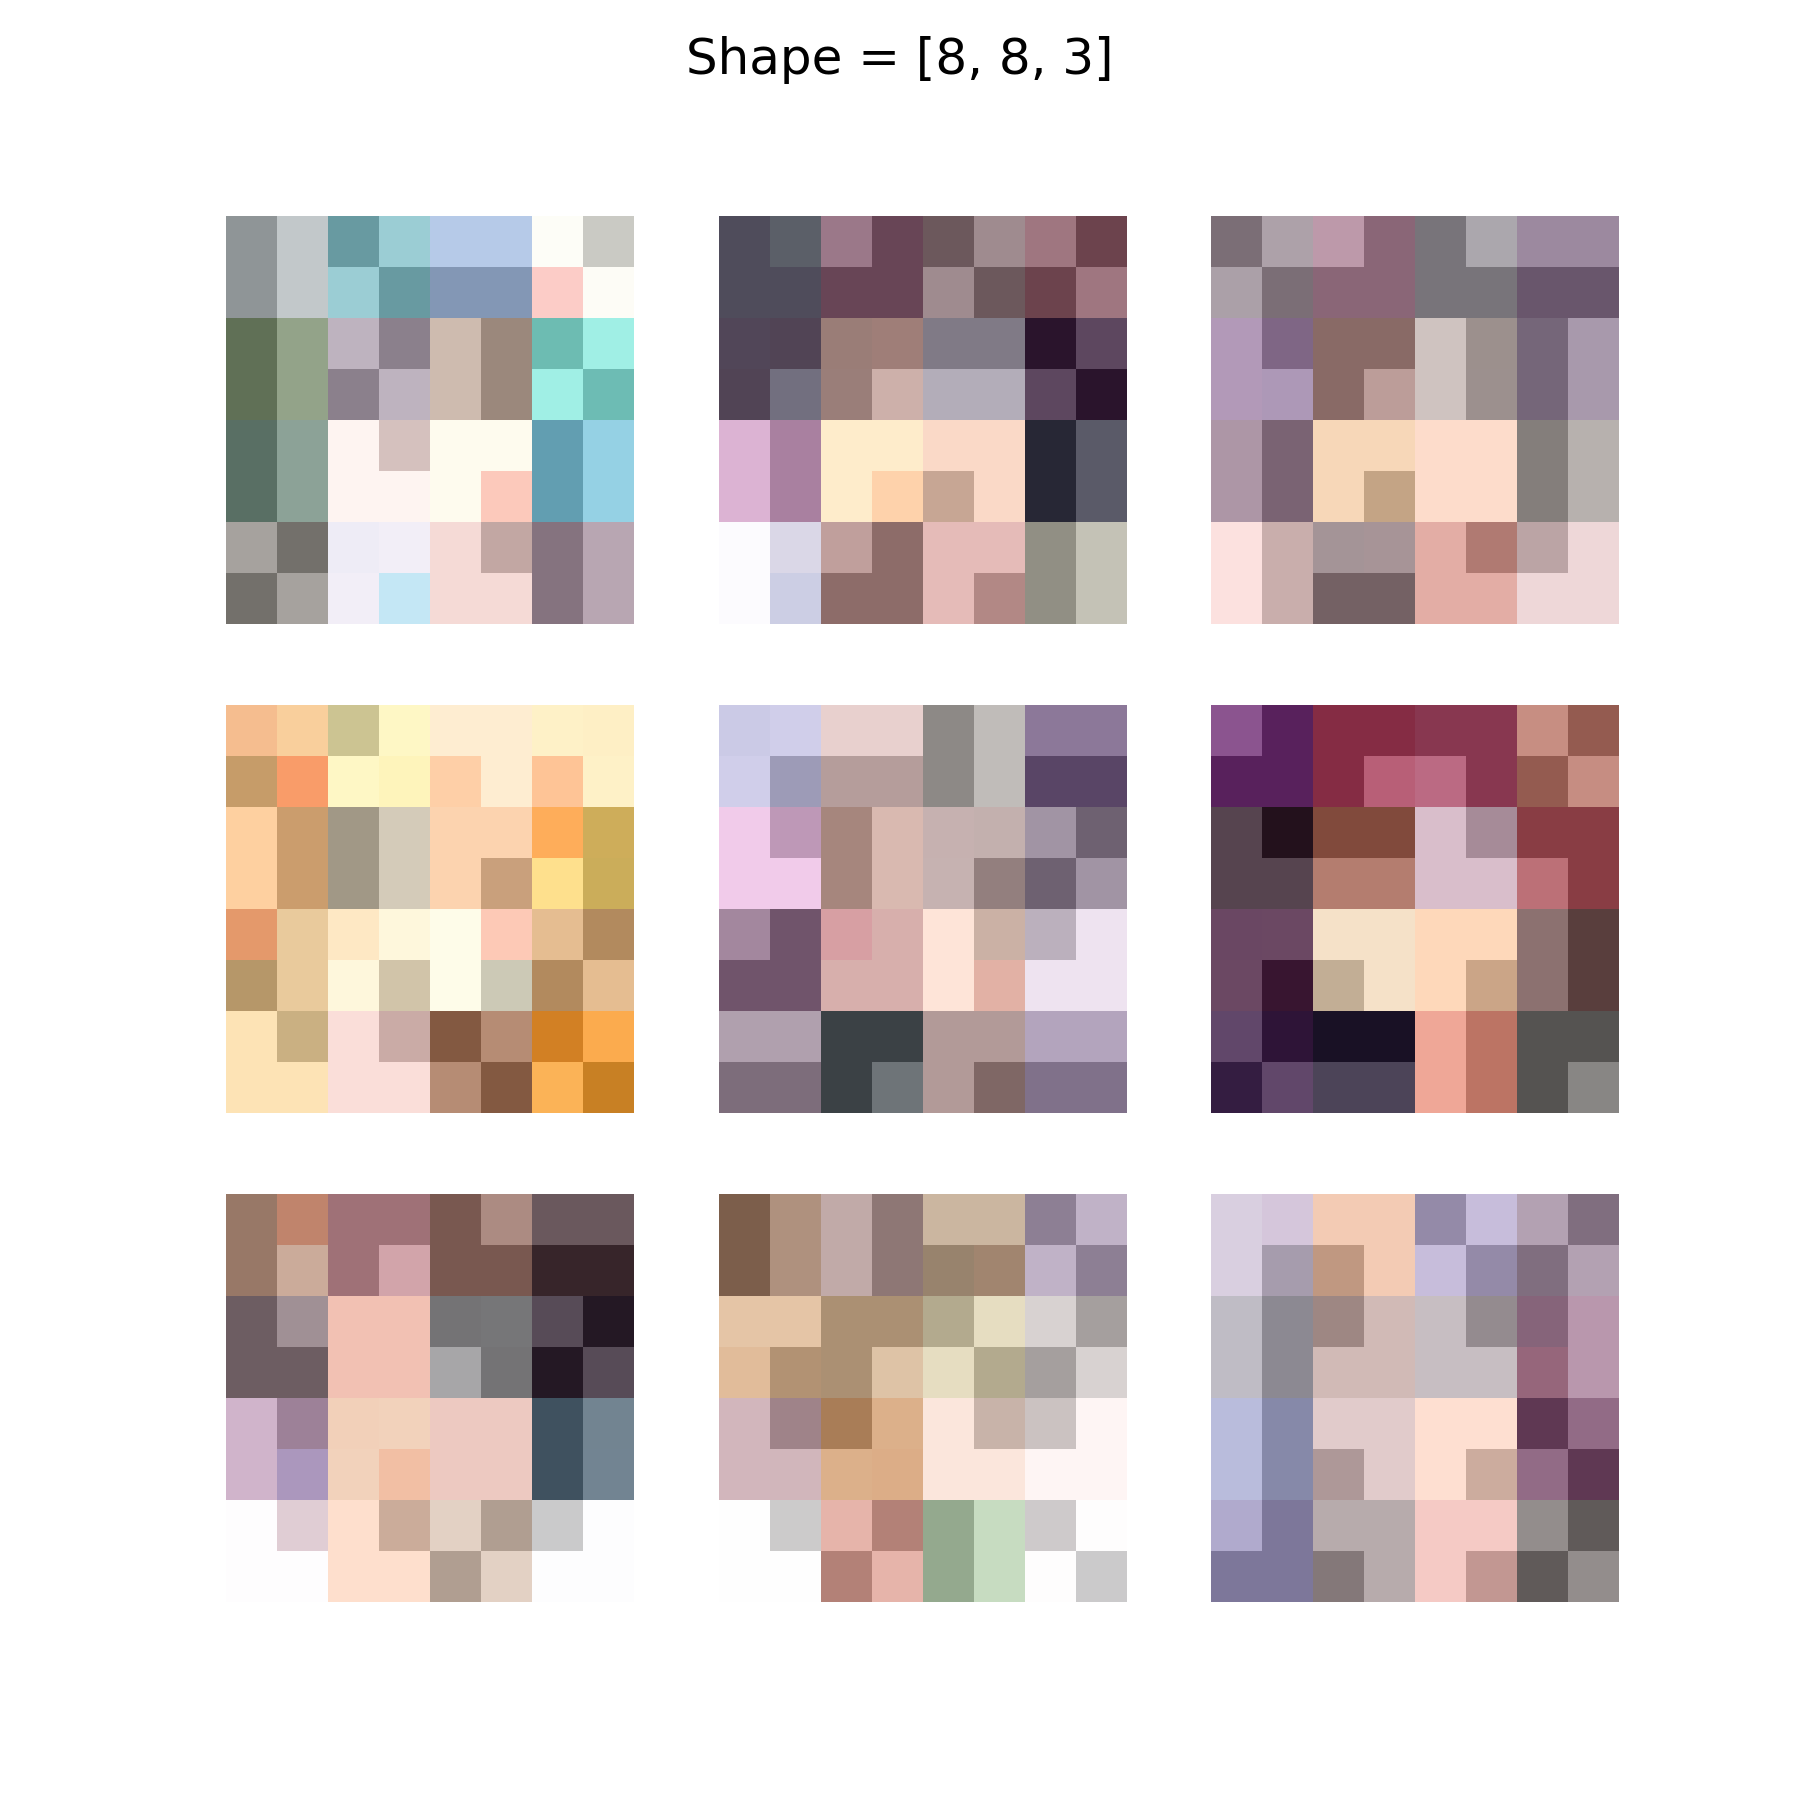 Shape = [8, 8, 3]